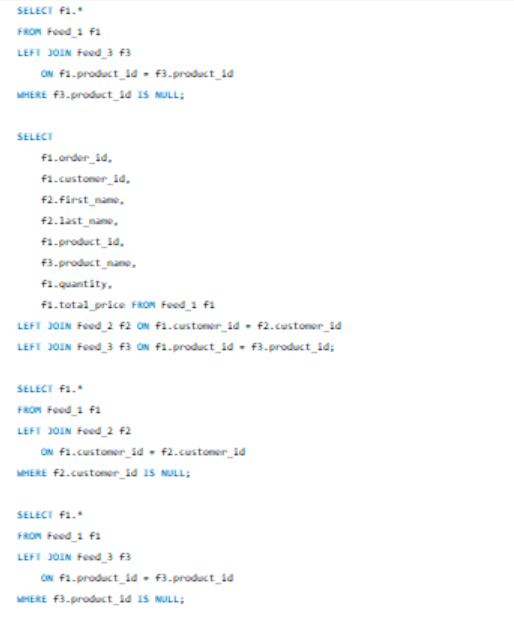 SELECT f1.*
FROM Feed_1 f1
LEFT JOIN Feed_3 f3
ON f1.product_id = f3.product_id
WHERE f3.product_id IS NULL;
SELECT
f1.order_id,
f1.customer_id,
f2.first_name,
f2.last_name,
f1.product_id,
f3.product_name,
f1.quantity,
f1.total_price FROM Feed_1 f1
LEFT JOIN Feed_2 f2 ON f1.customer_id = f2.customer_id
LEFT JOIN Feed_3 f3 ON f1.product_id = f3.product_id;
SELECT f1.*
FROM Feed_1 f1
LEFT JOIN Feed_2 f2
ON f1.customer_id = f2.customer_id
WHERE f2.customer_id IS NULL;
SELECT f1.*
FROM Feed_1 f1
LEFT JOIN Feed_3 f3
ON f1.product_id = f3.product_id
WHERE f3.product_id IS NULL;